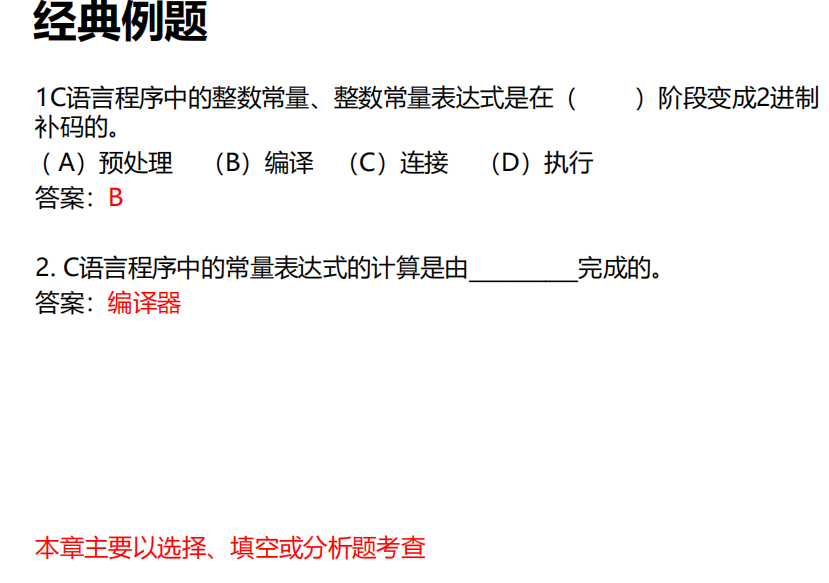 经典例题
1C语言程序中的整数常量、整数常量表达式是在（　　）阶段变成2进制
补码的。
（ A）预处理　（B）编译　（C）连接　（D）执行
答案：B
2. C语言程序中的常量表达式的计算是由_________完成的。
答案：编译器
本章主要以选择、填空或分析题考查